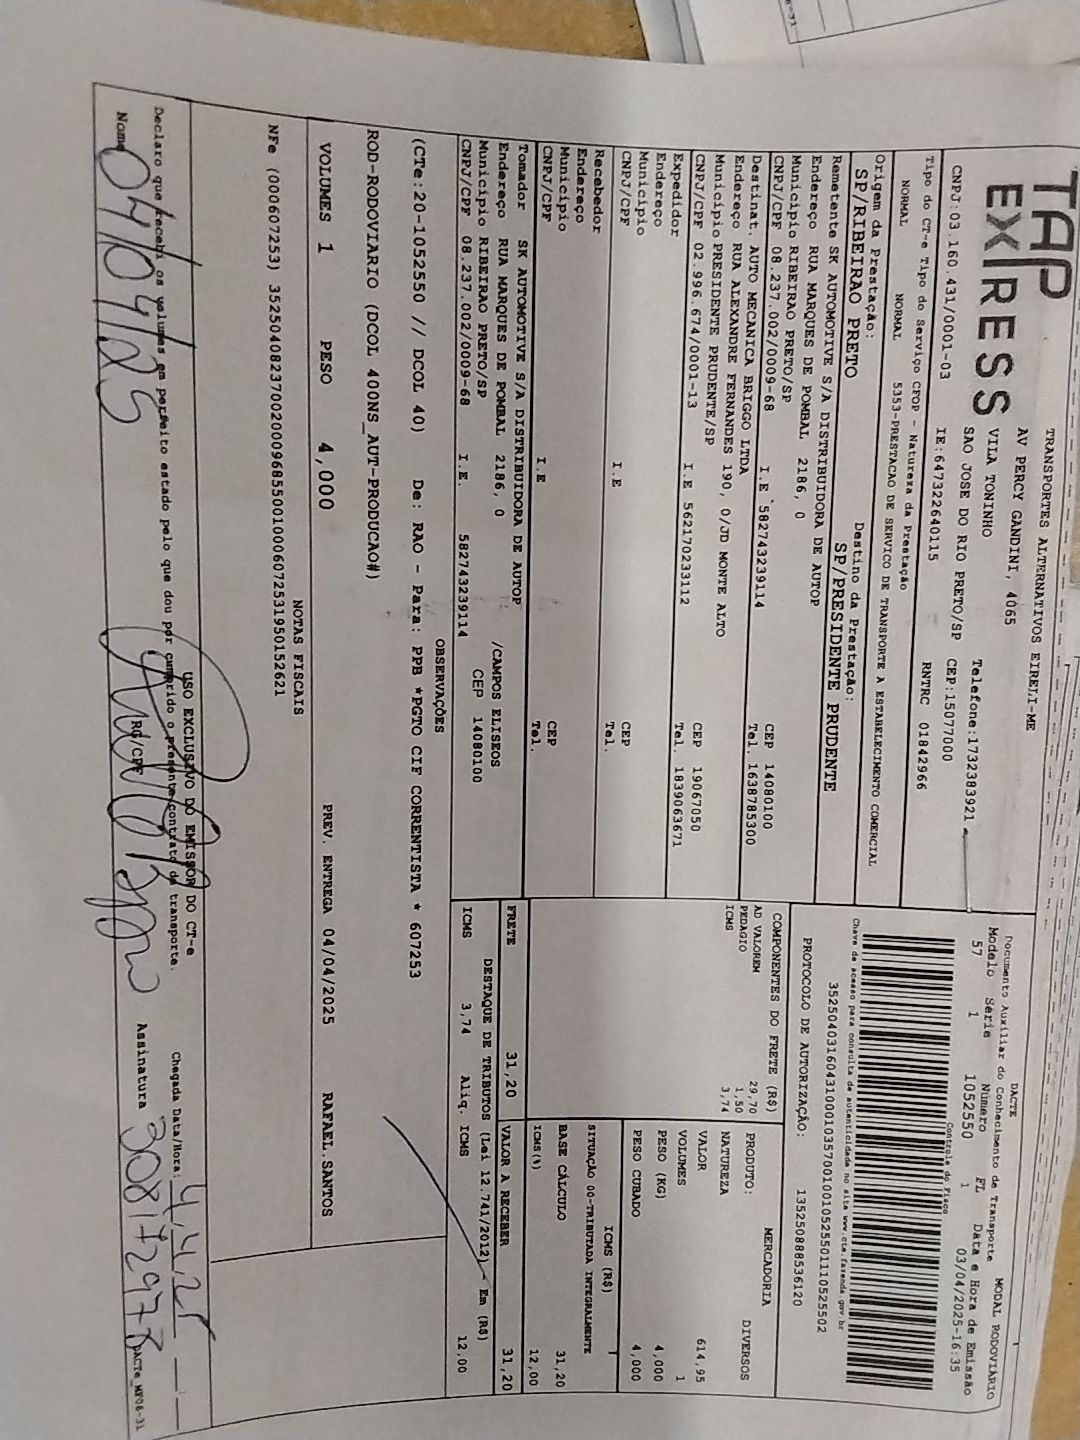 TAP
EXPRESS
TRANSPORTES ALTERNATIVOS EIRELI-ME
AV PERCY GANDINI, 4065
VILA TONINHO
SAO JOSE DO RIO PRETO/SP
Telefone:1732383921
CEP:15077000
CNPJ:03.160.431/0001-03 IE:647322640115 RNTRC 01842966
Tipo do CT-e Tipo do Serviço CFOP - Natureza da Prestação
NORMAL NORMAL 5353-PRESTACAO DE SERVICO DE TRANSPORTE A ESTABELECIMENTO COMERCIAL
Origem da Prestação: Destino da Prestação:
SP/RIBEIRAO PRETO SP/PRESIDENTE PRUDENTE
DACTE
Documento Auxiliar do Conhecimento de Transporte MODAL RODOVIÁRIO
Modelo Série Número FL Data e Hora de Emissão
57 1 1052550 1 03/04/2025-16:35
Controle do Fisco
Chave de acesso para consulta de autenticidade no site www.cte.fazenda.gov.br
35250403160431000103570010010525501110525502
PROTOCOLO DE AUTORIZAÇÃO: 135250888536120
Remetente SK AUTOMOTIVE S/A DISTRIBUIDORA DE AUTOP
Endereço RUA MARQUES DE POMBAL 2186, 0
Município RIBEIRAO PRETO/SP CEP 14080100
CNPJ/CPF 08.237.002/0009-68 I.E 582743239114 Tel. 1638785300
Destinat. AUTO MECANICA BRIGGO LTDA
Endereço RUA ALEXANDRE FERNANDES 190, 0/JD MONTE ALTO
Município PRESIDENTE PRUDENTE/SP CEP 19067050
CNPJ/CPF 02.996.674/0001-13 I.E 562170233112 Tel. 1839063671
Expedidor
Endereço
Município CEP
CNPJ/CPF I.E Tel.
Recebedor
Endereço
Município CEP
CNPJ/CPF I.E Tel.
Tomador SK AUTOMOTIVE S/A DISTRIBUIDORA DE AUTOP
Endereço RUA MARQUES DE POMBAL 2186, 0 /CAMPOS ELISEOS
Município RIBEIRAO PRETO/SP CEP 14080100
CNPJ/CPF 08.237.002/0009-68 I.E. 582743239114
COMPONENTES DO FRETE (R$)
AD VALOREM 29,70
PEDAGIO 1,50
ICMS 3,74
MERCADORIA
PRODUTO: DIVERSOS
NATUREZA
VALOR 614,95
VOLUMES 1
PESO (KG) 4,000
PESO CUBADO 4,000
ICMS (R$)
SITUAÇÃO 00-TRIBUTADA INTEGRALMENTE
BASE CÁLCULO 31,20
ICMS(%) 12,00
FRETE 31,20 VALOR A RECEBER 31,20
DESTAQUE DE TRIBUTOS (Lei 12.741/2012) - Em (R$)
ICMS 3,74 Aliq. ICMS 12,00
OBSERVAÇÕES
(CTe:20-1052550 // DCOL 40) De: RAO - Para: PPB *PGTO CIF CORRENTISTA * 607253
ROD-RODOVIARIO (DCOL 400NS_AUT-PRODUCAO#)
VOLUMES 1 PESO 4,000 PREV. ENTREGA 04/04/2025 RAFAEL.SANTOS
NOTAS FISCAIS
NFe (000607253) 35250408237002000968550010006072531950152621
USO EXCLUSIVO DO EMISSOR DO CT-e
Declaro que recebi os volumes em perfeito estado pelo que dou por cumprido o presente contrato de transporte. Chegada Data/Hora: 4,4,25
Nome 04/04/25 RG/CPF Assinatura
DACTe_MF06-31